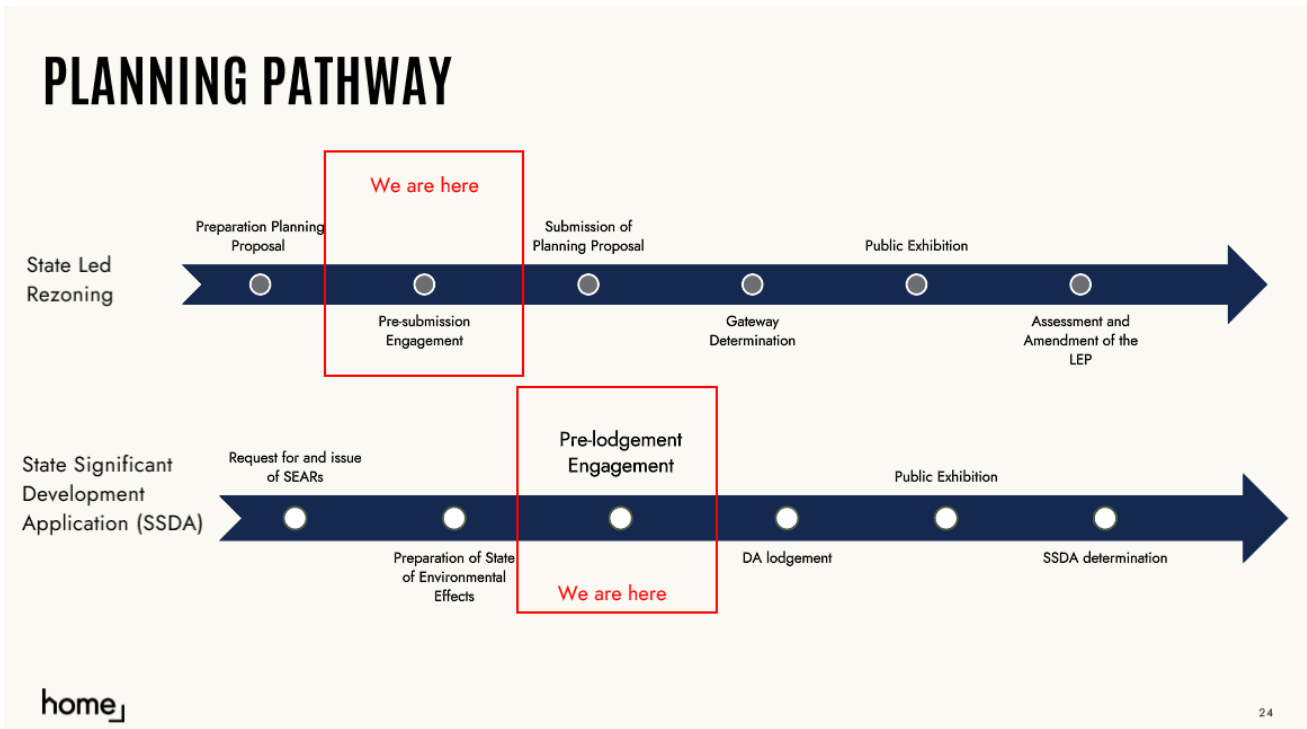 PLANNING PATHWAY
We are here
Preparation Planning
Proposal
Submission of
Planning Proposal
Public Exhibition
State Led
Rezoning
Pre-submission
Engagement
Gateway
Determination
Assessment and
Amendment of the
LEP
Pre-lodgement
Engagement
State Significant
Development
Application (SSDA)
Request for and issue
of SEARs
Public Exhibition
Preparation of State
of Environmental
Effects
We are here
DA lodgement
SSDA determination
home
24